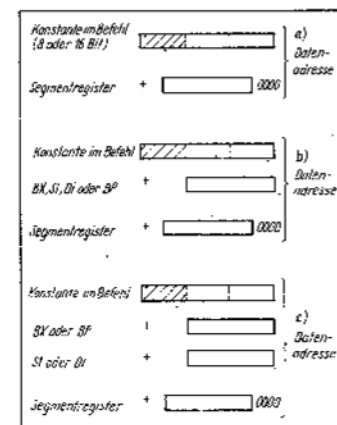 Konstante im Befehl
(8 oder 16 Bit)
a)
Daten-
adresse
Segmentregister + 0000
Konstante im Befehl
b)
Daten-
adresse
BX, SI, DI oder BP +
Segmentregister + 0000
Konstante im Befehl
c)
Daten-
adresse
BX oder BP +
SI oder DI +
Segmentregister + 0000